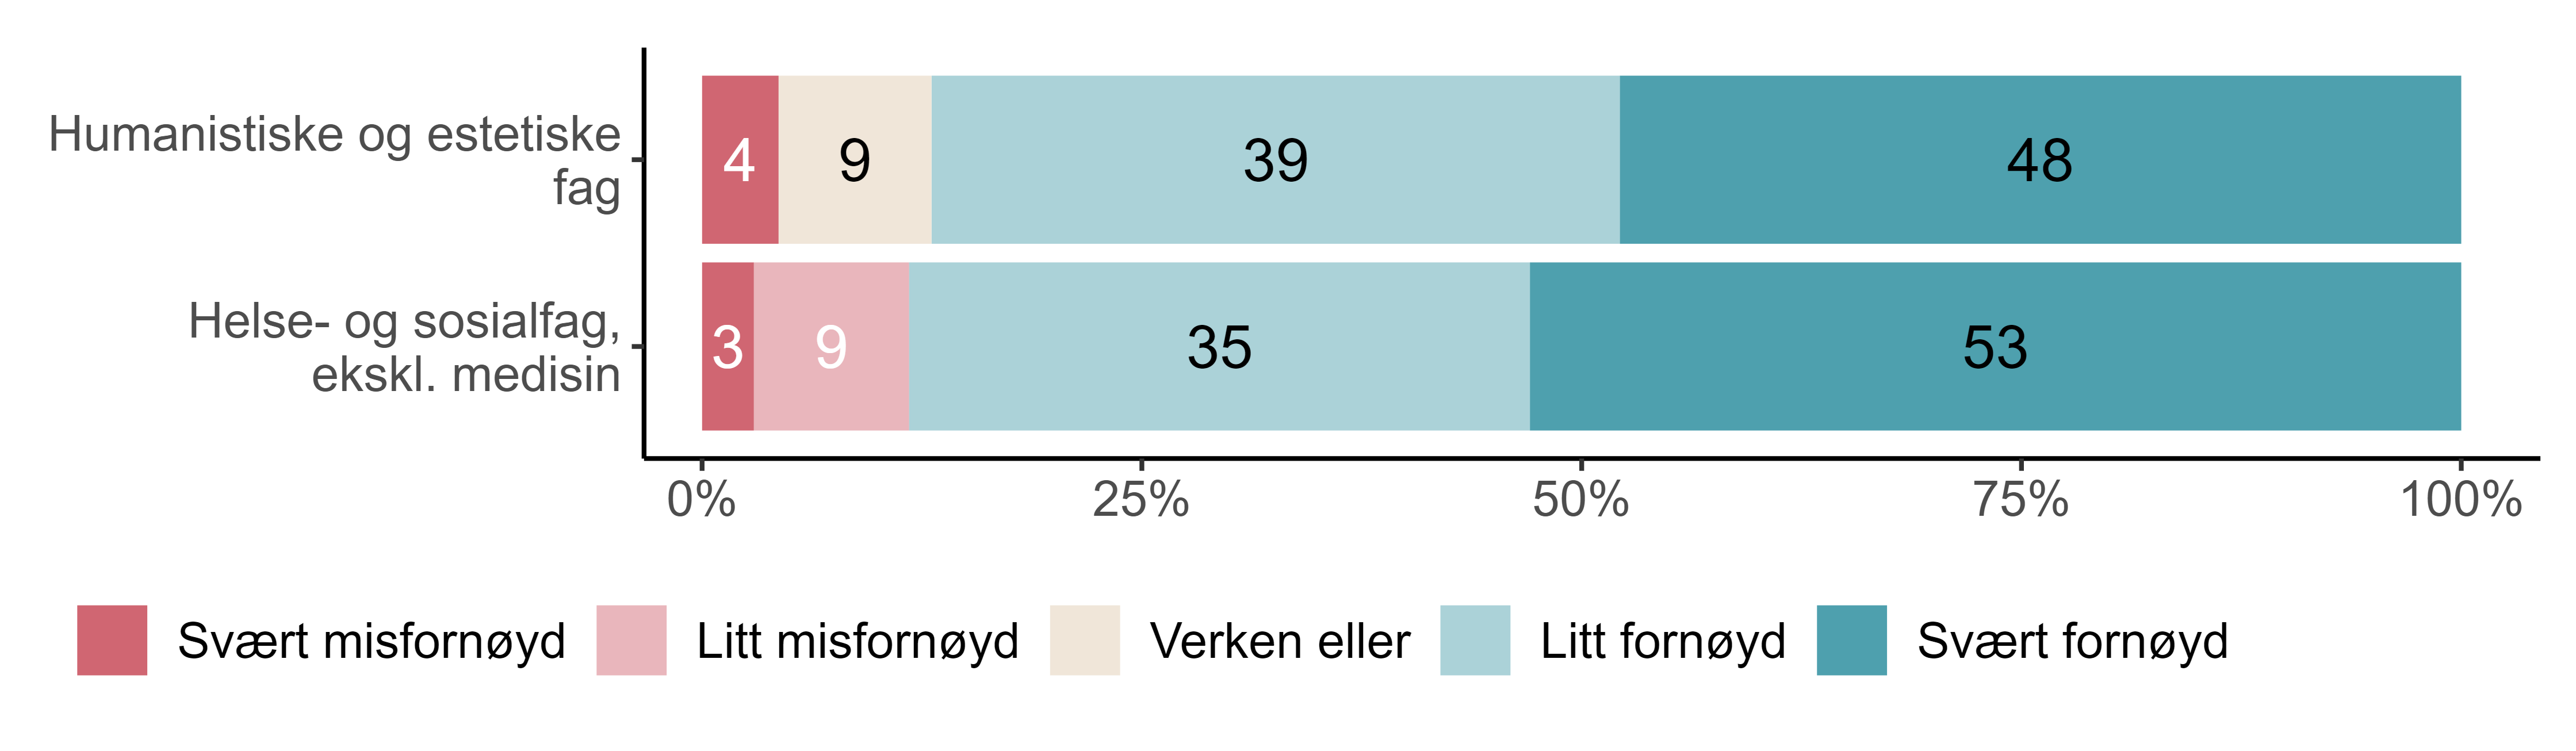 Humanistiske og estetiske
fag
4 9 39 48
Helse- og sosialfag,
ekskl. medisin
3 9 35 53
0% 25% 50% 75% 100%
Svært misfornøyd Litt misfornøyd Verken eller Litt fornøyd Svært fornøyd